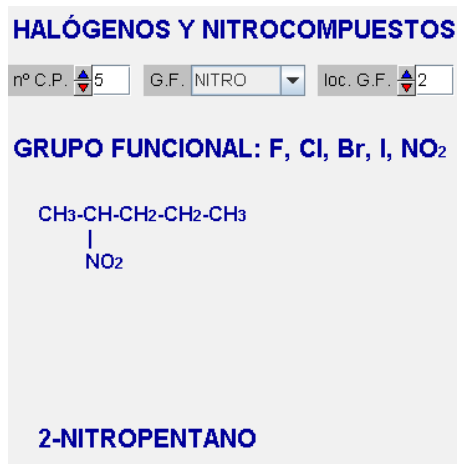 HALÓGENOS Y NITROCOMPUESTOS
nº C.P. 5 G.F. NITRO loc. G.F. 2
GRUPO FUNCIONAL: F, Cl, Br, I, NO2
CH3-CH-CH2-CH2-CH3
|
NO2
2-NITROPENTANO